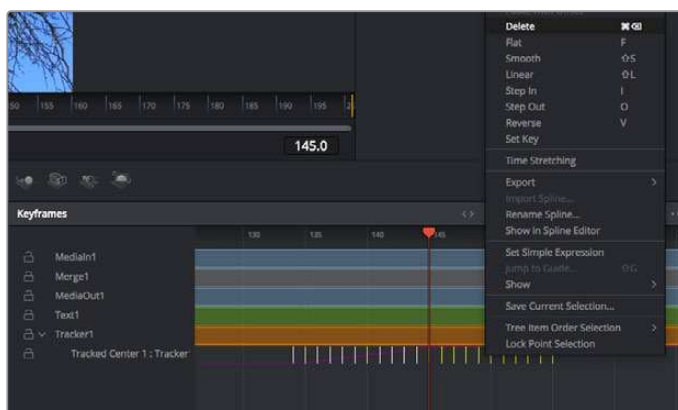 Delete ⌘⌫
Flat F
Smooth ⇧S
Linear ⇧L
Step In I
Step Out O
Reverse V
Set Key
Time Stretching
Export >
Import Spline...
Rename Spline...
Show in Spline Editor
Set Simple Expression
Jump to Guide... ⇧G
Show >
Save Current Selection...
Tree Item Order Selection >
Lock Point Selection
50 155 160 165 170 175 180 185 190 195 2
145.0
Keyframes
130 135 140 145
MediaIn1
Merge1
MediaOut1
Text1
Tracker1
Tracked Center 1 : Tracker